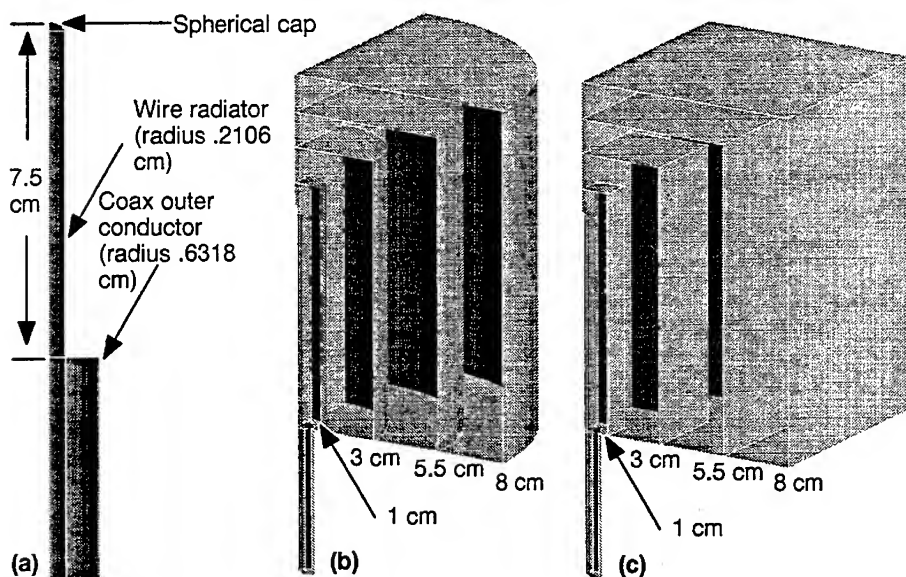 Spherical cap
Wire radiator
(radius .2106
cm)
7.5
cm
Coax outer
conductor
(radius .6318
cm)
(a)
3 cm
5.5 cm
8 cm
1 cm
(b)
3 cm
5.5 cm
8 cm
1 cm
(c)